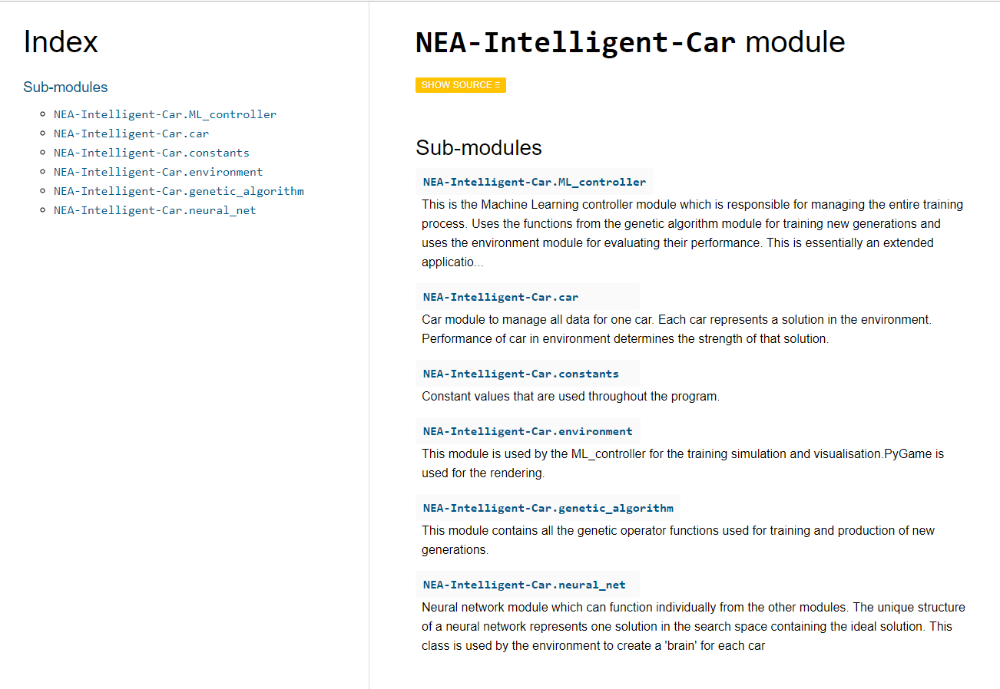 Index
Sub-modules
NEA-Intelligent-Car.ML_controller
NEA-Intelligent-Car.car
NEA-Intelligent-Car.constants
NEA-Intelligent-Car.environment
NEA-Intelligent-Car.genetic_algorithm
NEA-Intelligent-Car.neural_net
NEA-Intelligent-Car module
SHOW SOURCE ≡
Sub-modules
NEA-Intelligent-Car.ML_controller
This is the Machine Learning controller module which is responsible for managing the entire training
process. Uses the functions from the genetic algorithm module for training new generations and
uses the environment module for evaluating their performance. This is essentially an extended
applicatio...
NEA-Intelligent-Car.car
Car module to manage all data for one car. Each car represents a solution in the environment.
Performance of car in environment determines the strength of that solution.
NEA-Intelligent-Car.constants
Constant values that are used throughout the program.
NEA-Intelligent-Car.environment
This module is used by the ML_controller for the training simulation and visualisation.PyGame is
used for the rendering.
NEA-Intelligent-Car.genetic_algorithm
This module contains all the genetic operator functions used for training and production of new
generations.
NEA-Intelligent-Car.neural_net
Neural network module which can function individually from the other modules. The unique structure
of a neural network represents one solution in the search space containing the ideal solution. This
class is used by the environment to create a 'brain' for each car